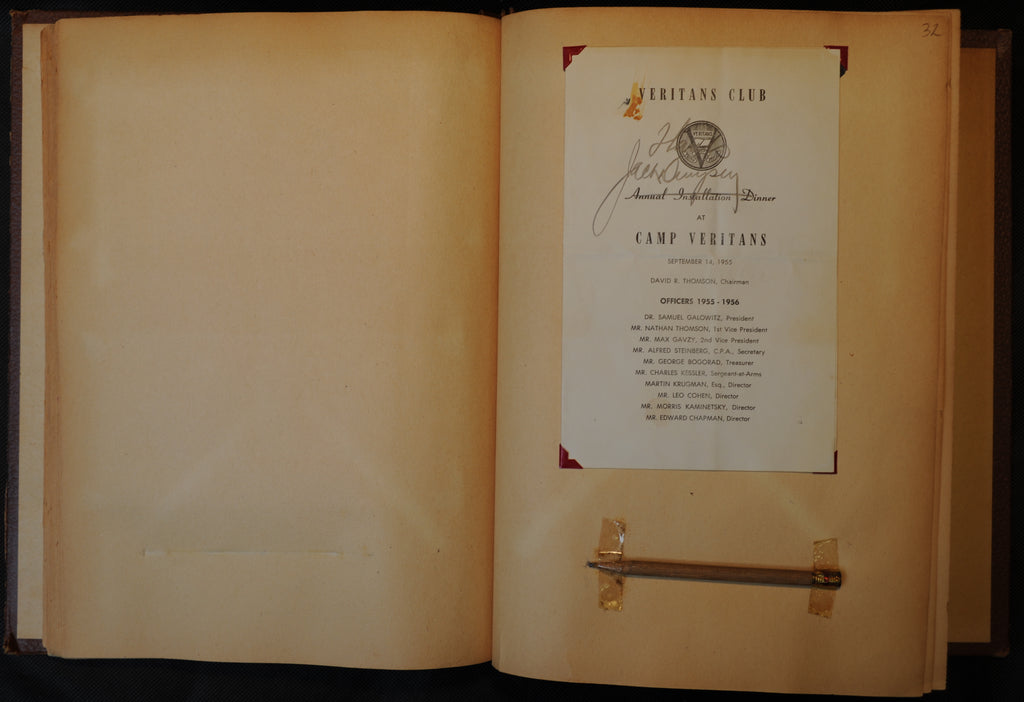 32
VERITANS CLUB
VERITANS
Jack Dempsey
Annual Installation Dinner
AT
CAMP VERITANS
SEPTEMBER 14, 1955
DAVID R. THOMSON, Chairman
OFFICERS 1955 - 1956
DR. SAMUEL GALOWITZ, President
MR. NATHAN THOMSON, 1st Vice President
MR. MAX GAVZY, 2nd Vice President
MR. ALFRED STEINBERG, C.P.A., Secretary
MR. GEORGE BOGORAD, Treasurer
MR. CHARLES KESSLER, Sergeant-at-Arms
MARTIN KRUGMAN, Esq., Director
MR. LEO COHEN, Director
MR. MORRIS KAMINETSKY, Director
MR. EDWARD CHAPMAN, Director